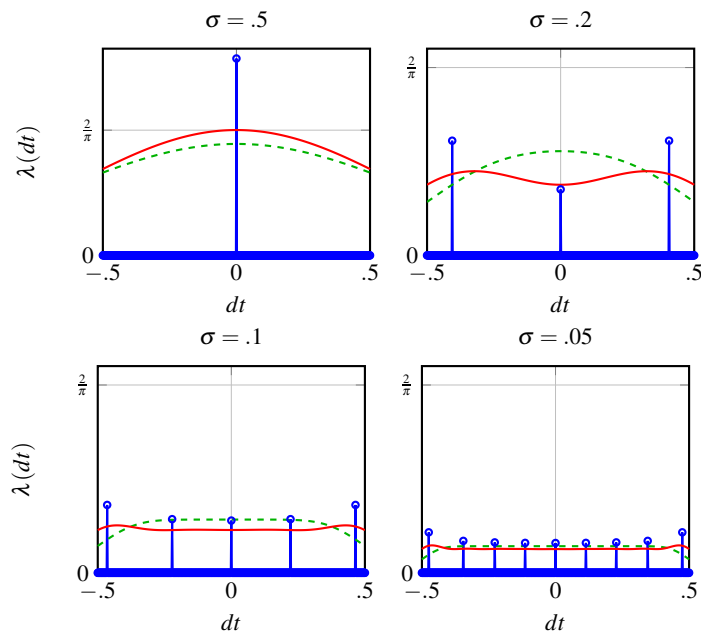 σ = .5
σ = .2
λ(dt)
2/π
0
−.5 0 .5
dt
2/π
0
−.5 0 .5
dt
σ = .1
σ = .05
λ(dt)
2/π
0
−.5 0 .5
dt
2/π
0
−.5 0 .5
dt